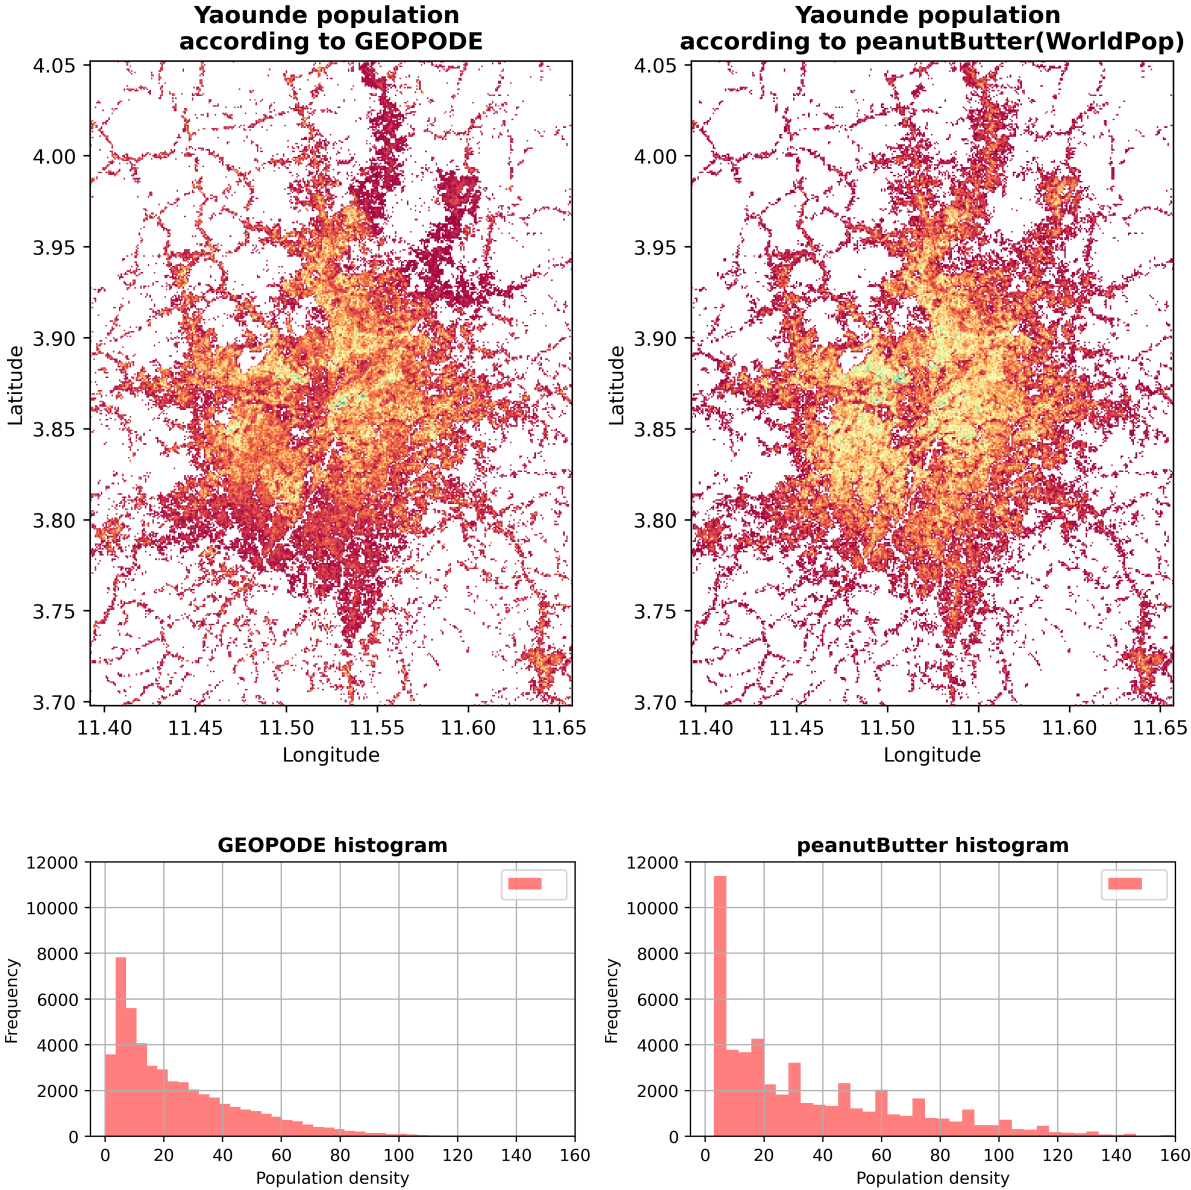 Yaounde population
according to GEOPODE
Yaounde population
according to peanutButter(WorldPop)
4.05
4.00
3.95
3.90
3.85
3.80
3.75
3.70
Latitude
11.40 11.45 11.50 11.55 11.60 11.65
Longitude
4.05
4.00
3.95
3.90
3.85
3.80
3.75
3.70
Latitude
11.40 11.45 11.50 11.55 11.60 11.65
Longitude
GEOPODE histogram
12000
10000
8000
6000
4000
2000
0
Frequency
0 20 40 60 80 100 120 140 160
Population density
peanutButter histogram
12000
10000
8000
6000
4000
2000
0
Frequency
0 20 40 60 80 100 120 140 160
Population density